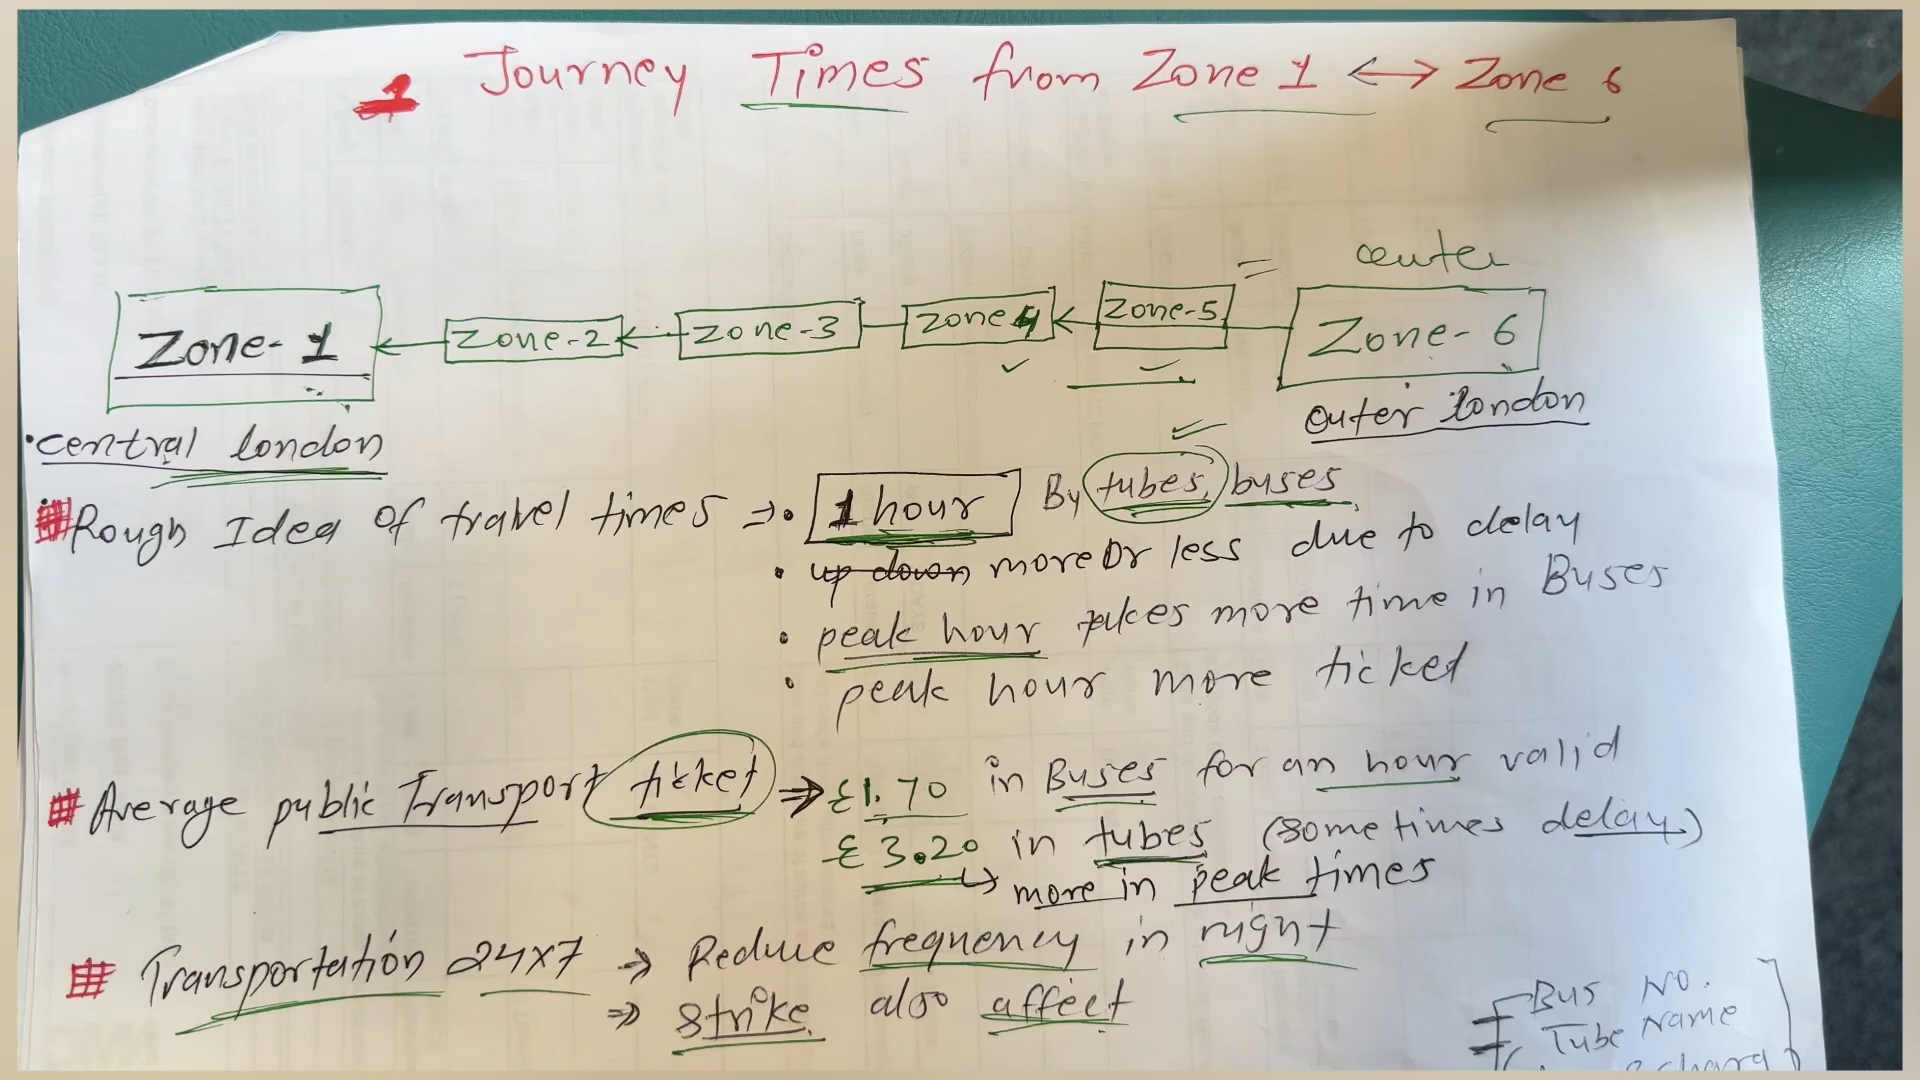 1 Journey Times from Zone 1 ↔ Zone 6
outer
Zone-1 ← Zone-2 ← Zone-3 — Zone 4 ← Zone-5 — Zone-6
central london
outer london
# Rough Idea of travel times ⇒ • 1 hour By tubes, buses
• up down more or less due to delay
• peak hour takes more time in Buses
• peak hour more ticket
# Average public Transport ticket ⇒ £1.70 in Buses for an hour valid
£3.20 in tubes (sometimes delay)
↳ more in peak times
# Transportation 24x7 → Reduce frequency in night
⇒ strike also affect
Bus No.
Tube Name